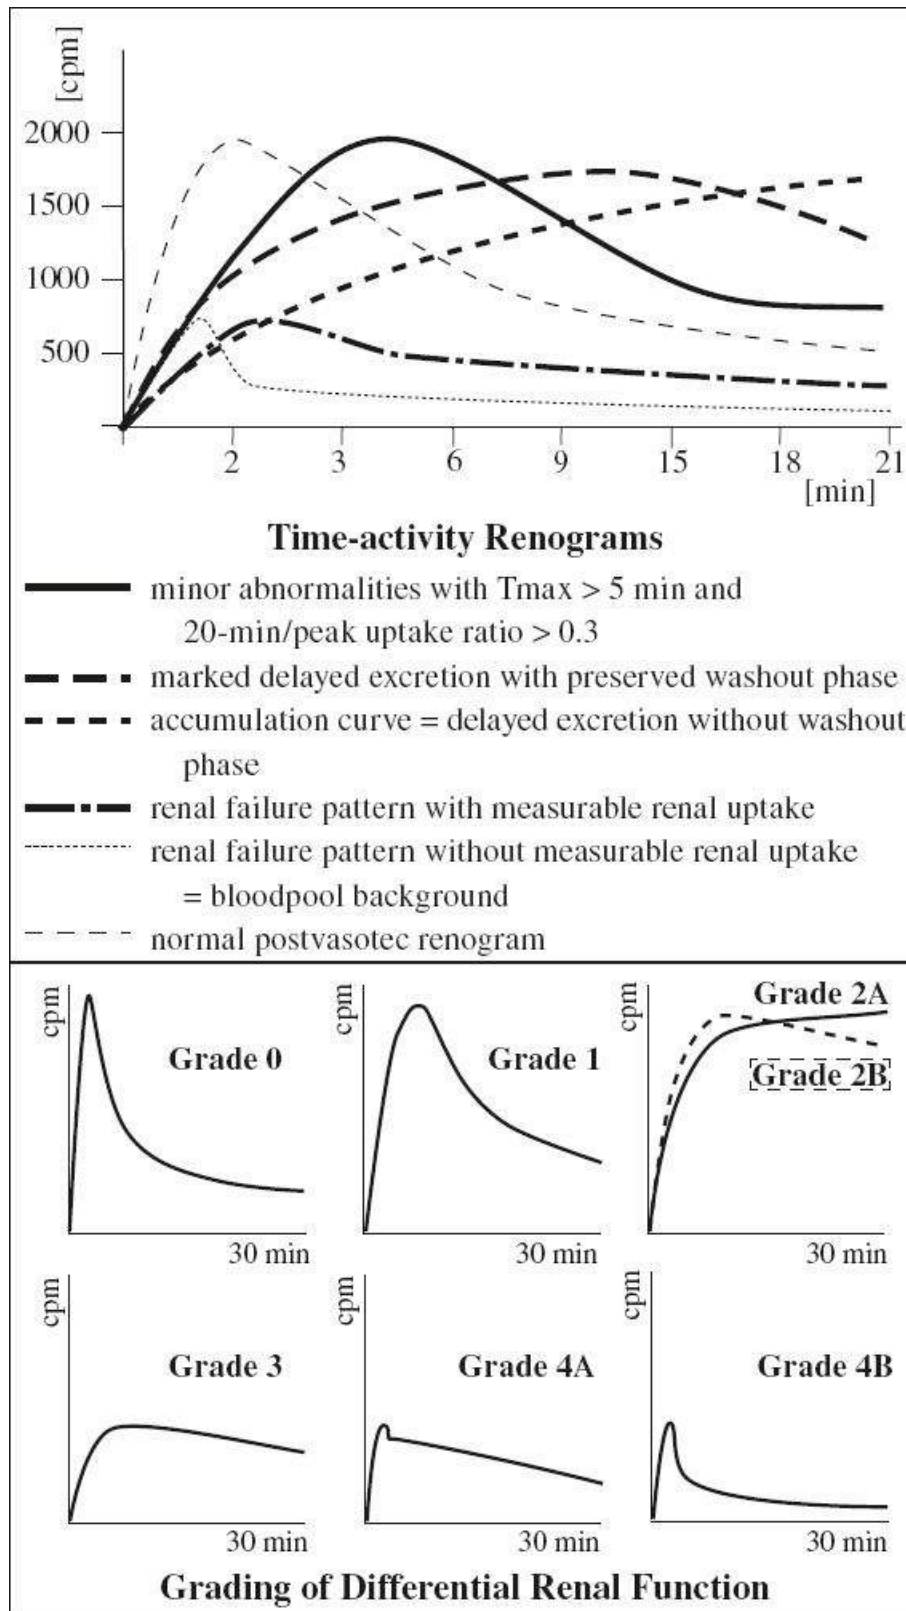 [cpm]
2000
1500
1000
500
2 3 6 9 15 18 21
[min]
Time-activity Renograms
minor abnormalities with Tmax > 5 min and
20-min/peak uptake ratio > 0.3
marked delayed excretion with preserved washout phase
accumulation curve = delayed excretion without washout
phase
renal failure pattern with measurable renal uptake
renal failure pattern without measurable renal uptake
= bloodpool background
normal postvasotec renogram
cpm
Grade 0
30 min
cpm
Grade 1
30 min
cpm
Grade 2A
Grade 2B
30 min
cpm
Grade 3
30 min
cpm
Grade 4A
30 min
cpm
Grade 4B
30 min
Grading of Differential Renal Function